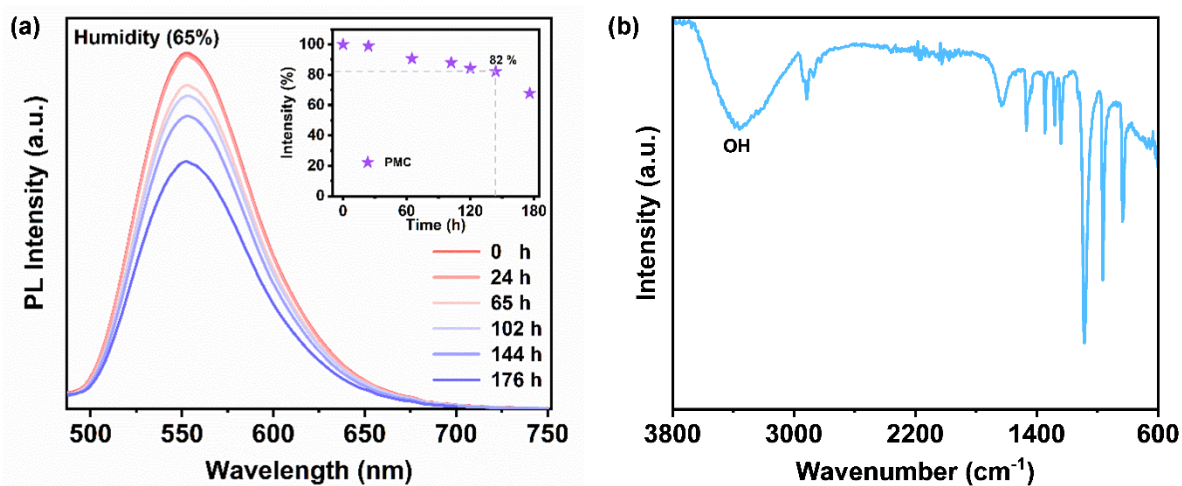 (a)
Humidity (65%)
PL Intensity (a.u.)
Wavelength (nm)
500 550 600 650 700 750
Intensity (%)
100
80
60
40
20
0
82 %
PMC
0 60 120 180
Time (h)
0 h
24 h
65 h
102 h
144 h
176 h
(b)
Intensity (a.u.)
OH
3800 3000 2200 1400 600
Wavenumber (cm⁻¹)